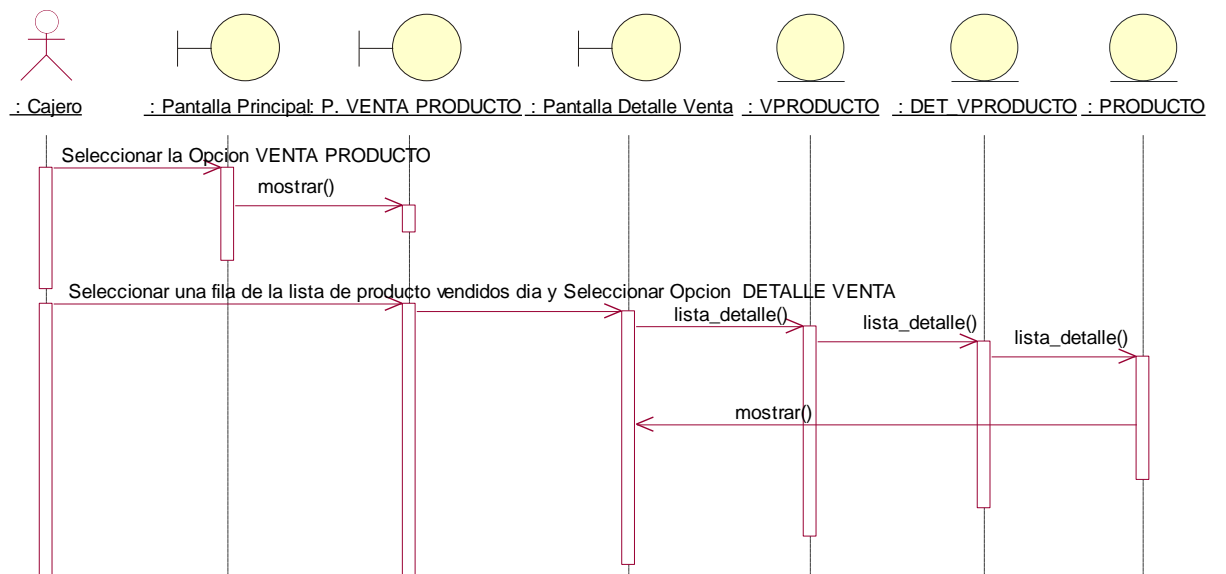 : Cajero
: Pantalla Principal
: P. VENTA PRODUCTO
: Pantalla Detalle Venta
: VPRODUCTO
: DET_VPRODUCTO
: PRODUCTO
Seleccionar la Opcion VENTA PRODUCTO
mostrar()
Seleccionar una fila de la lista de producto vendidos dia y Seleccionar Opcion DETALLE VENTA
lista_detalle()
lista_detalle()
lista_detalle()
mostrar()